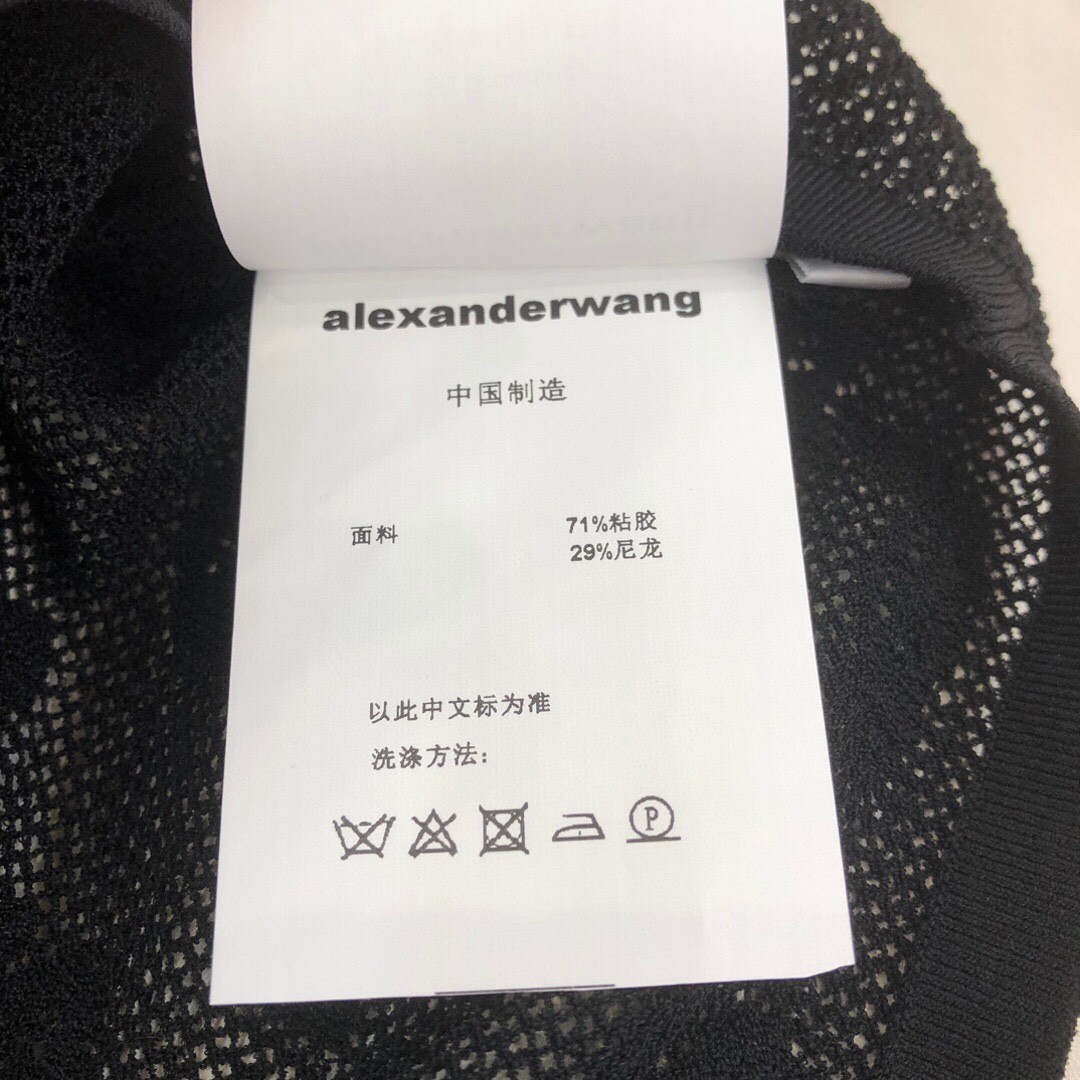 alexanderwang
中国制造
面料 71%粘胶
29%尼龙
以此中文标为准
洗涤方法:
P